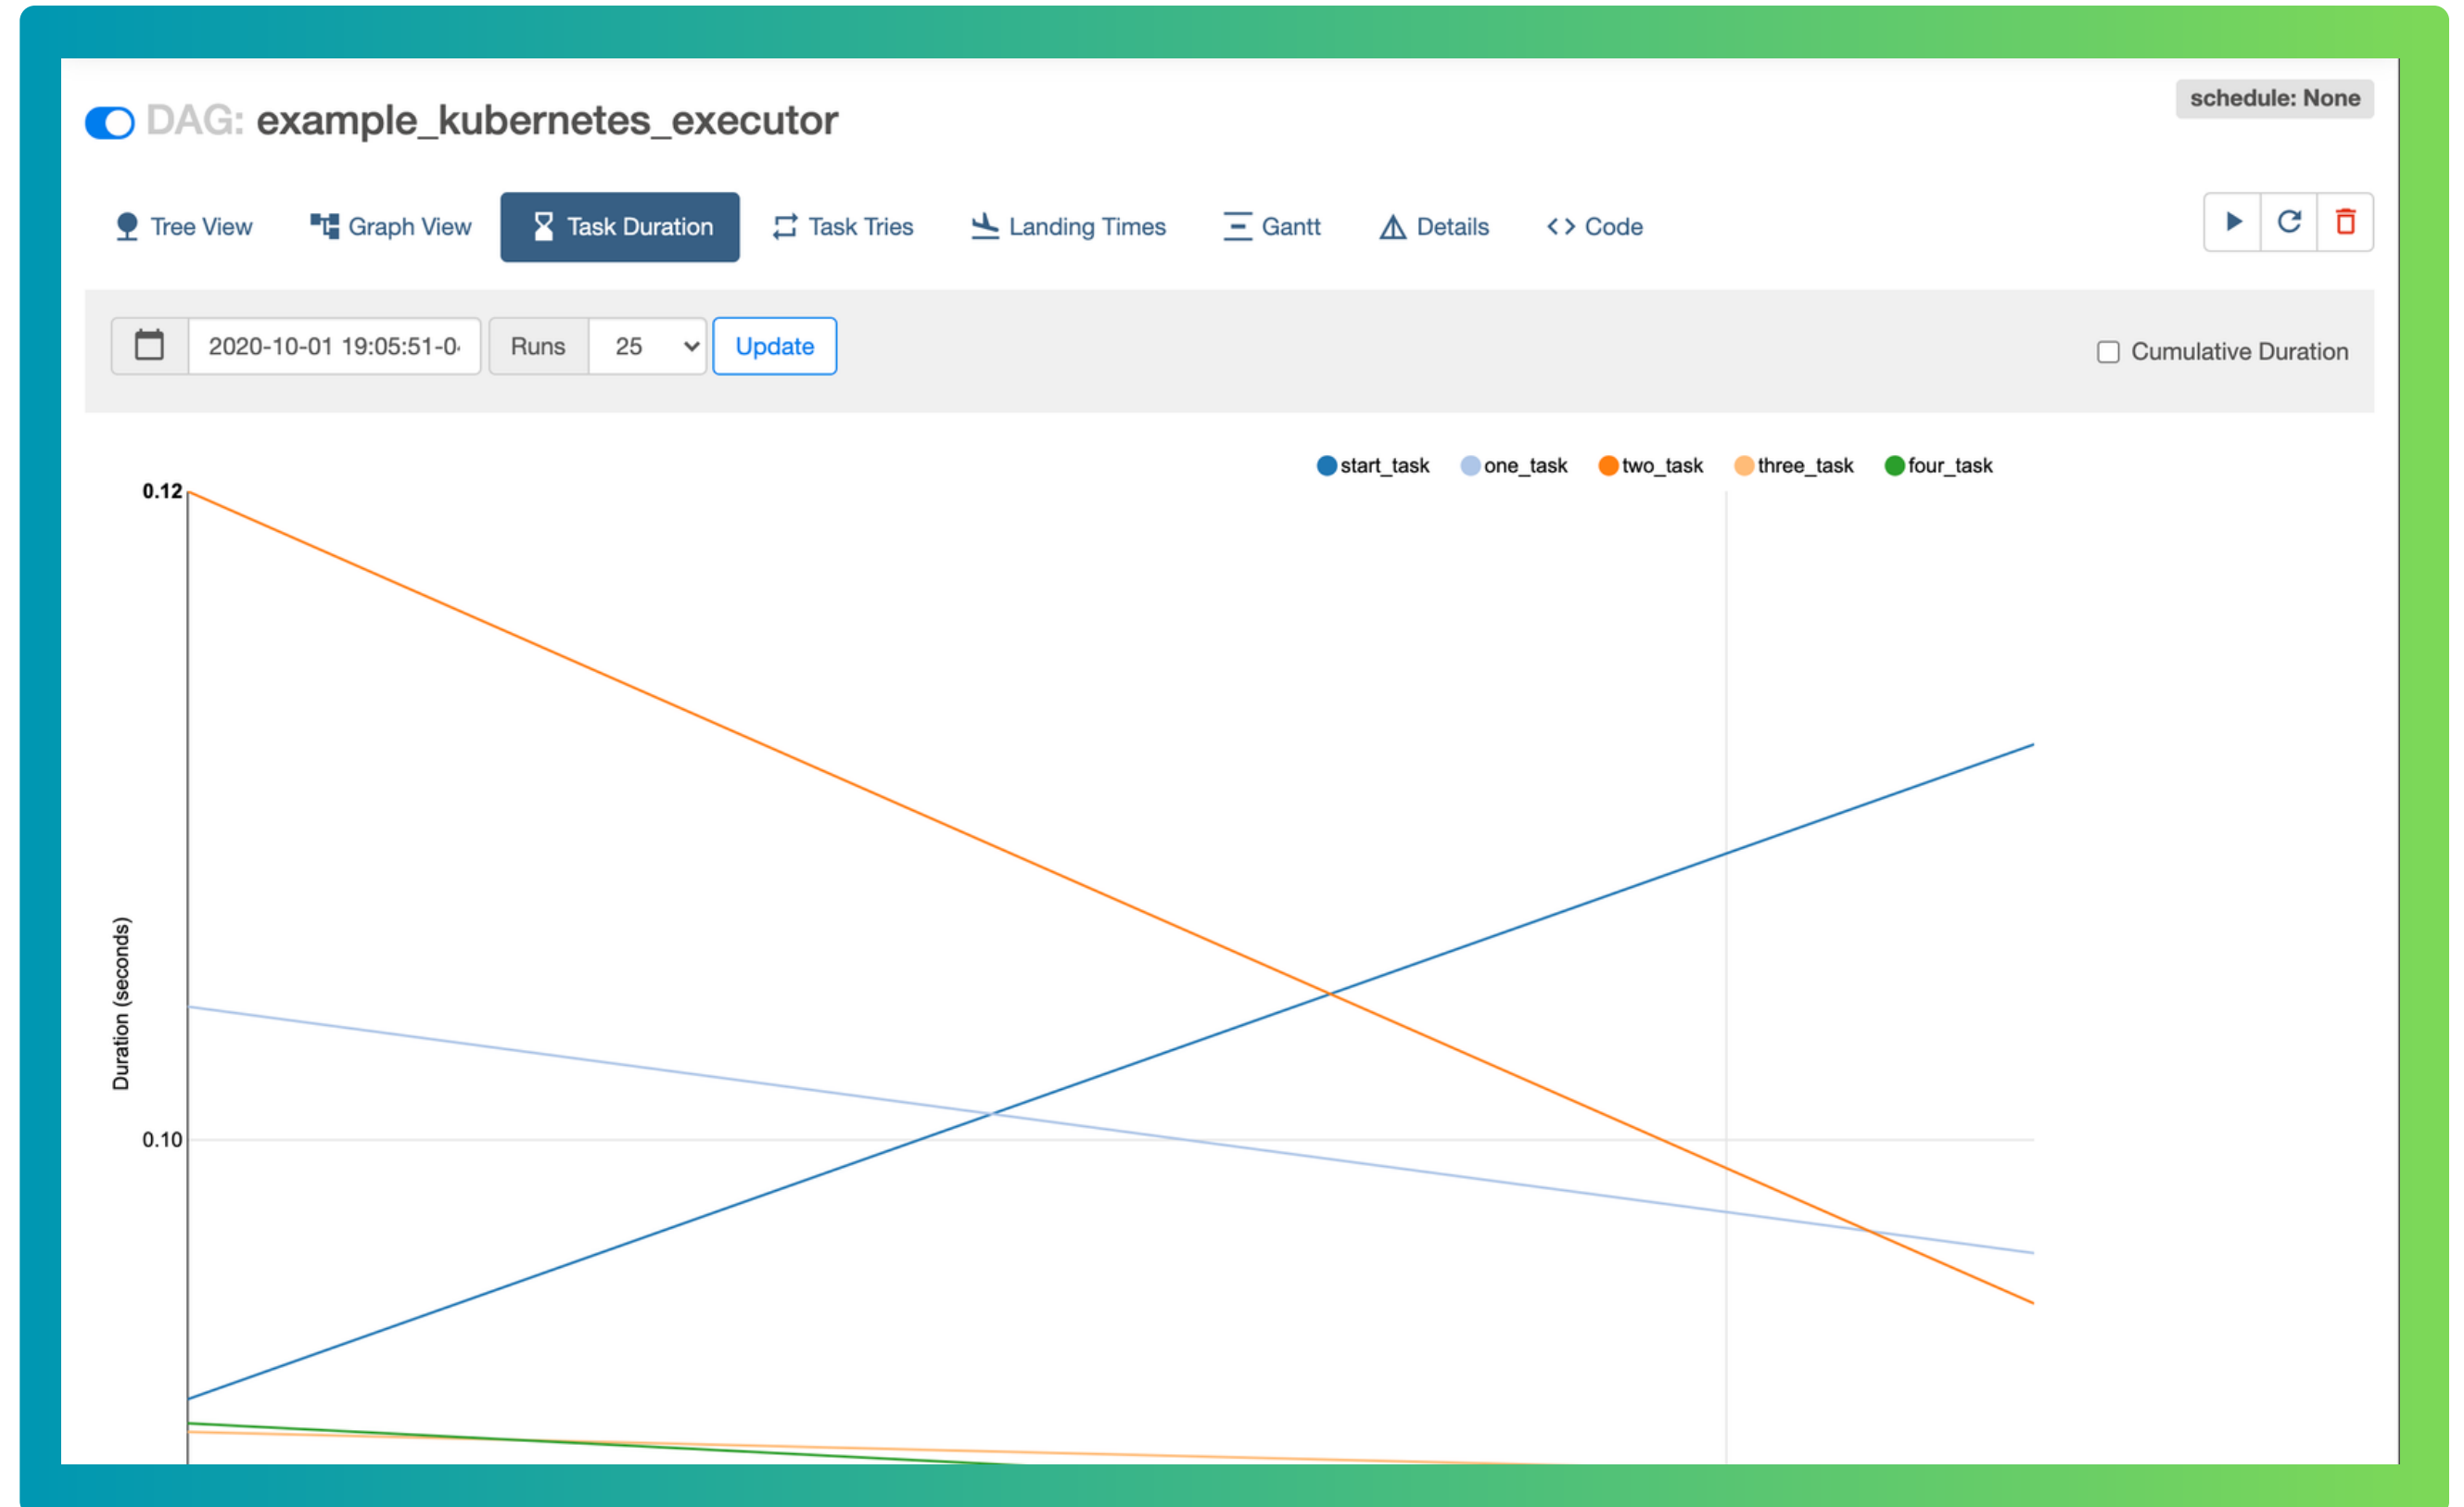 DAG: example_kubernetes_executor
schedule: None
Tree View
Graph View
Task Duration
Task Tries
Landing Times
Gantt
Details
Code
2020-10-01 19:05:51-0
Runs
25
Update
Cumulative Duration
start_task
one_task
two_task
three_task
four_task
0.12
Duration (seconds)
0.10